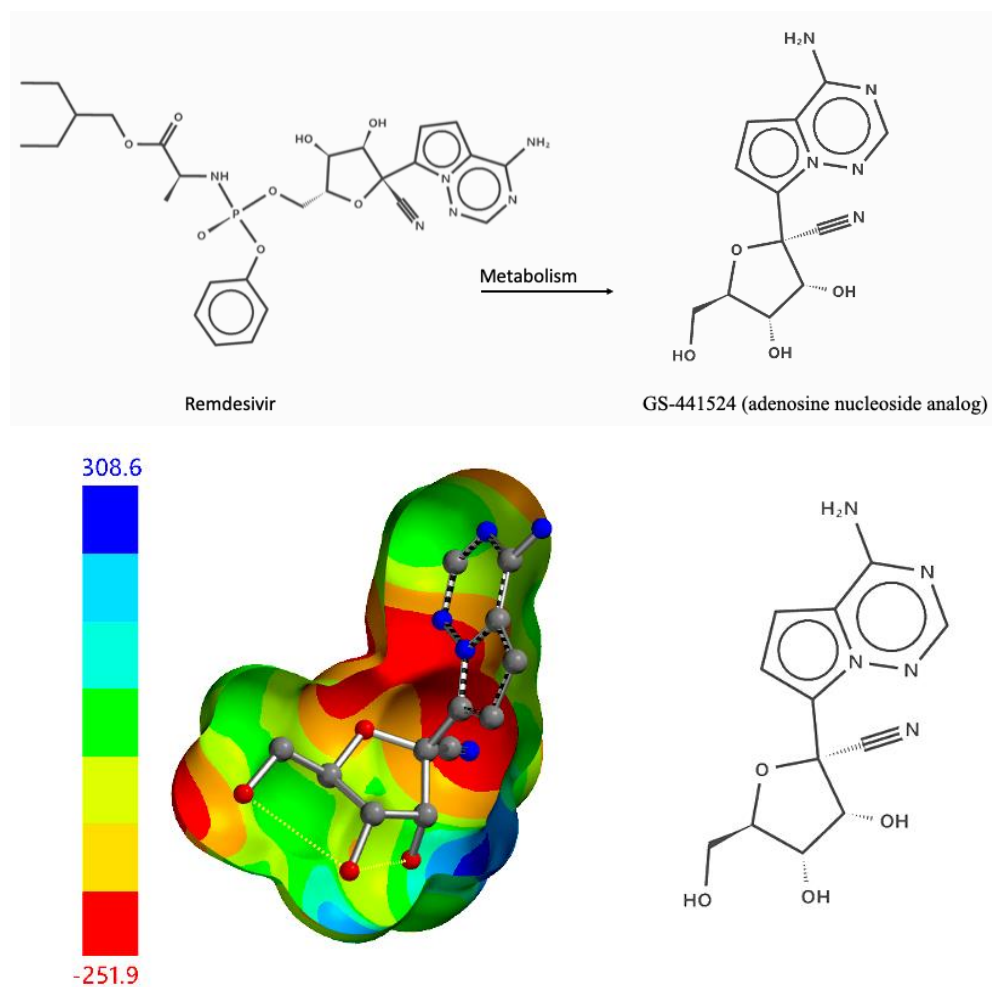 H₂N
N
N
N
O
OH
HO
O
NH
P
O
O
O
O
N
NH₂
N
N
N
N
O
N
OH
OH
HO
Metabolism
Remdesivir
GS-441524 (adenosine nucleoside analog)
308.6
-251.9
H₂N
N
N
N
O
N
OH
OH
HO